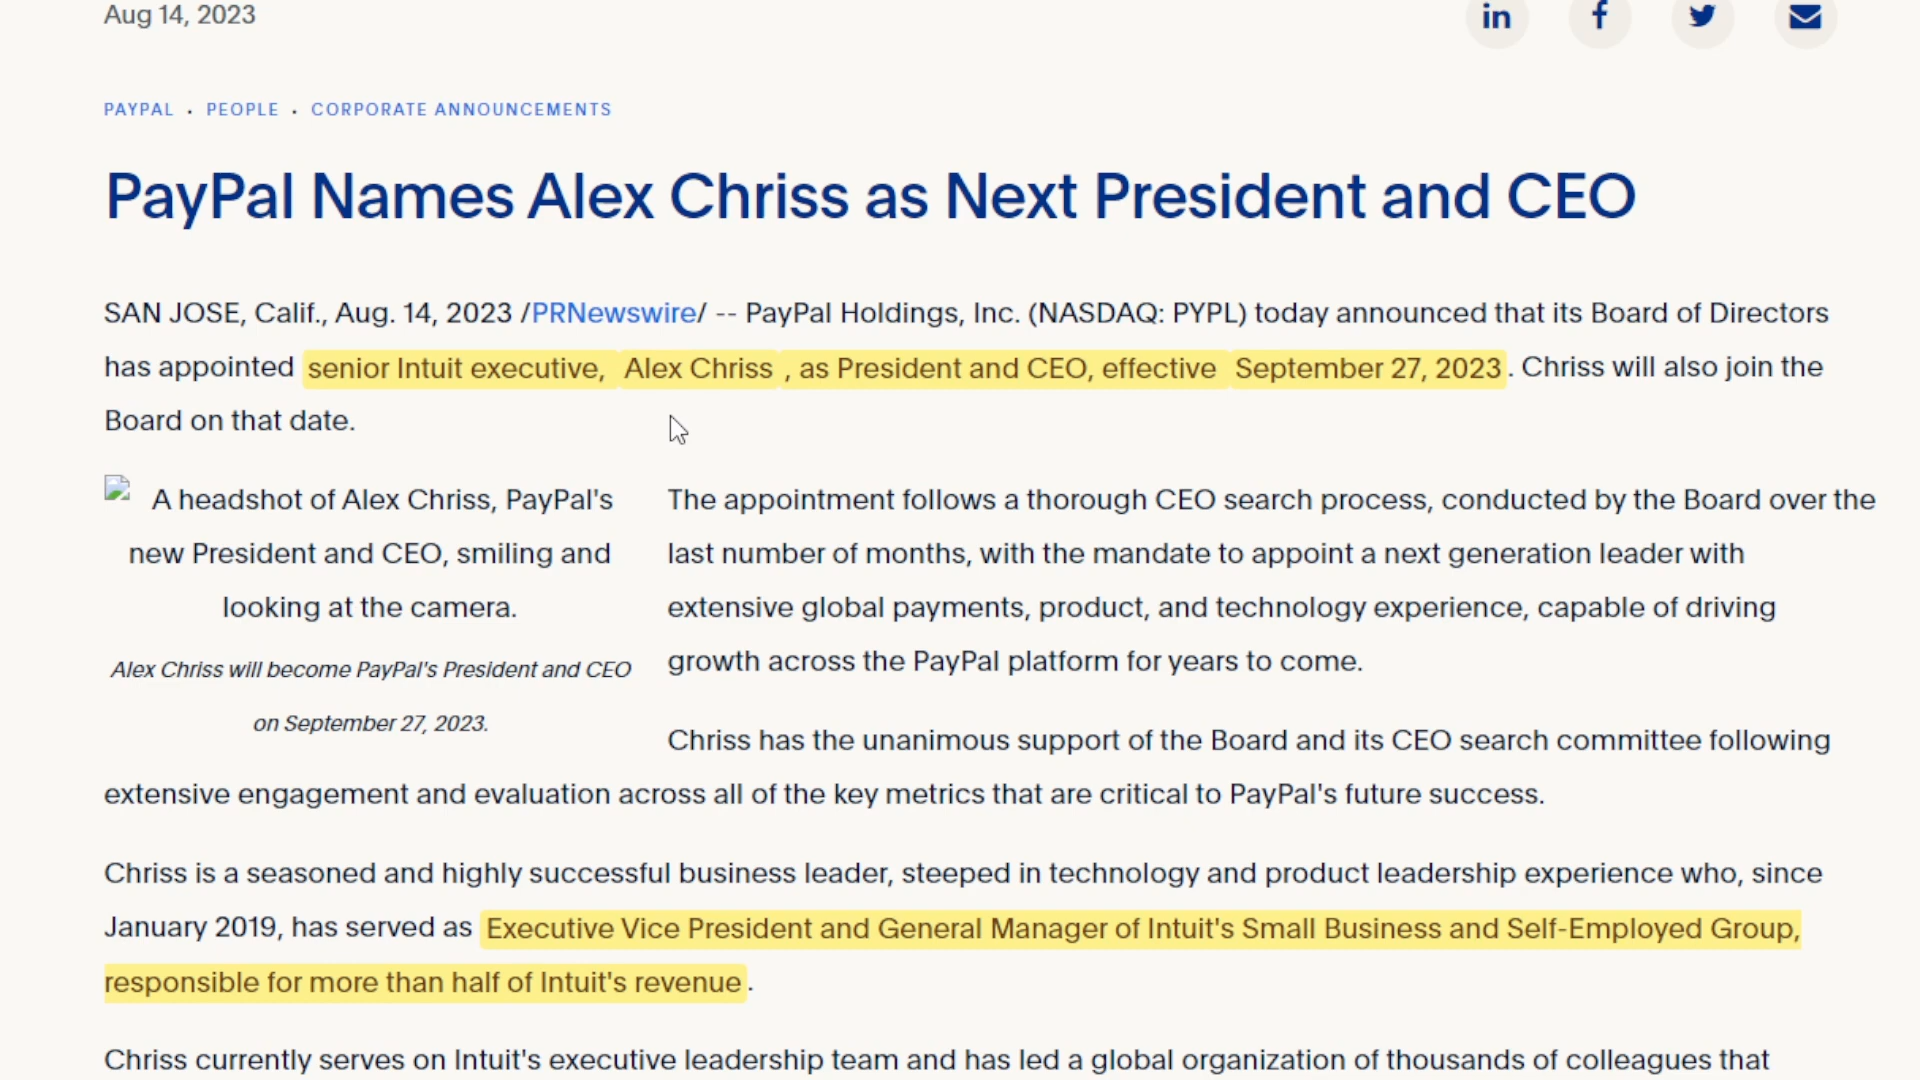 Aug 14, 2023
PAYPAL • PEOPLE • CORPORATE ANNOUNCEMENTS
PayPal Names Alex Chriss as Next President and CEO
SAN JOSE, Calif., Aug. 14, 2023 /PRNewswire/ -- PayPal Holdings, Inc. (NASDAQ: PYPL) today announced that its Board of Directors
has appointed senior Intuit executive, Alex Chriss , as President and CEO, effective September 27, 2023. Chriss will also join the
Board on that date.
A headshot of Alex Chriss, PayPal's
new President and CEO, smiling and
looking at the camera.
Alex Chriss will become PayPal's President and CEO
on September 27, 2023.
The appointment follows a thorough CEO search process, conducted by the Board over the
last number of months, with the mandate to appoint a next generation leader with
extensive global payments, product, and technology experience, capable of driving
growth across the PayPal platform for years to come.
Chriss has the unanimous support of the Board and its CEO search committee following
extensive engagement and evaluation across all of the key metrics that are critical to PayPal's future success.
Chriss is a seasoned and highly successful business leader, steeped in technology and product leadership experience who, since
January 2019, has served as Executive Vice President and General Manager of Intuit's Small Business and Self-Employed Group,
responsible for more than half of Intuit's revenue.
Chriss currently serves on Intuit's executive leadership team and has led a global organization of thousands of colleagues that